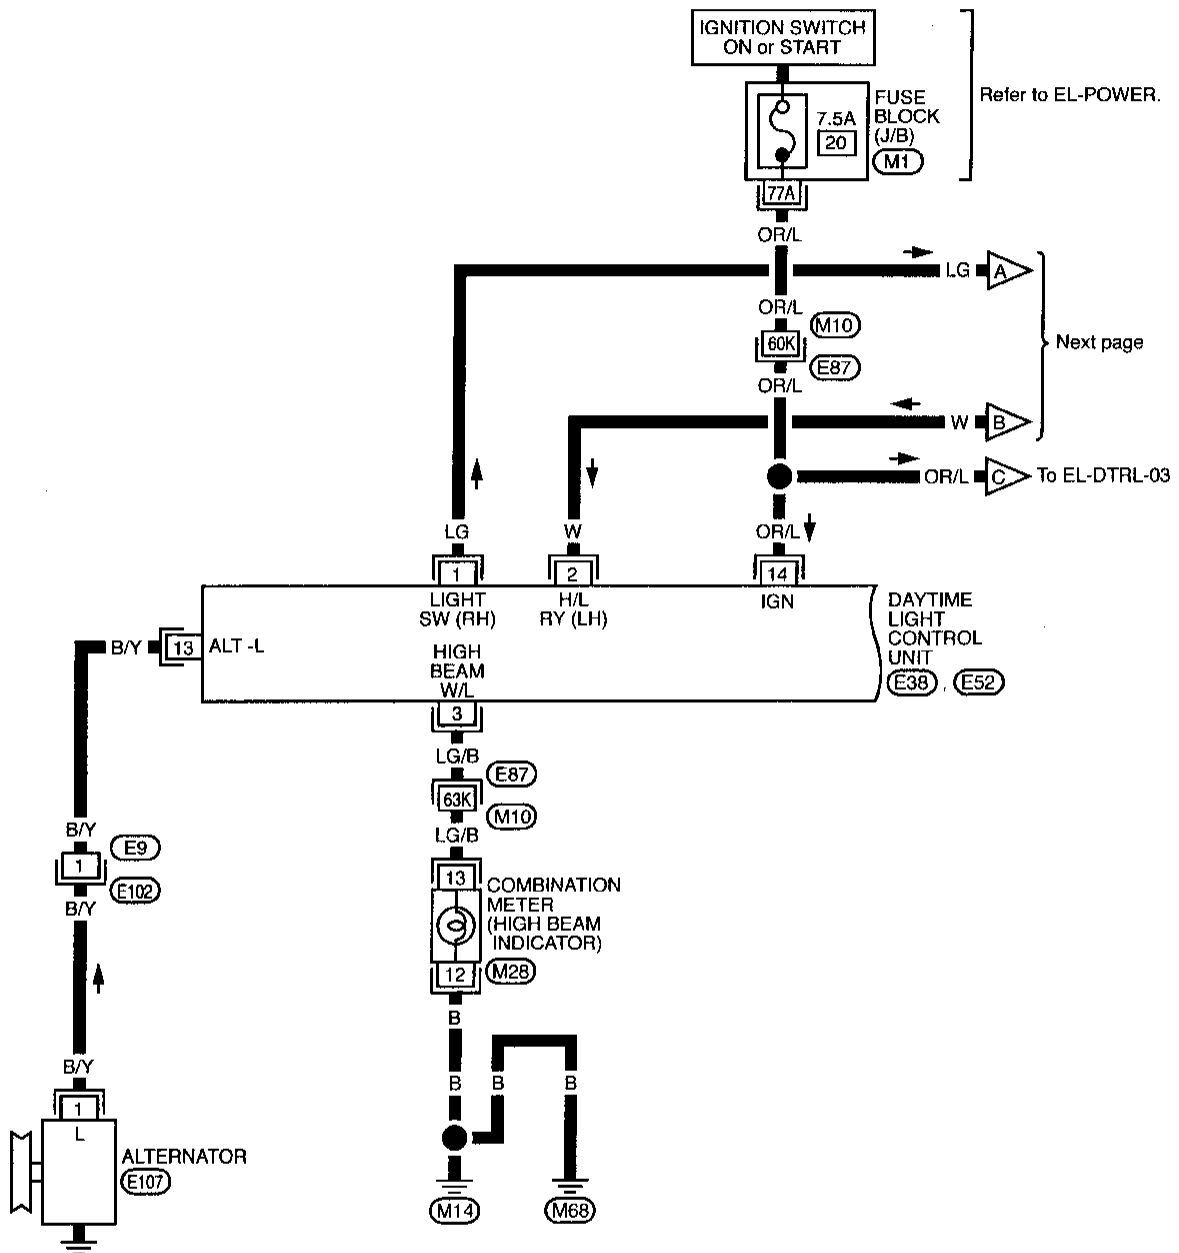 IGNITION SWITCH
ON or START
Refer to EL-POWER.
7.5A
20
FUSE
BLOCK
(J/B)
M1
77A
OR/L
LG
A
OR/L
M10
60K
E87
OR/L
Next page
W
B
OR/L
C
To EL-DTRL-03
LG
W
OR/L
1
2
14
LIGHT
SW (RH)
H/L
RY (LH)
IGN
DAYTIME
LIGHT
CONTROL
UNIT
E38 , E52
B/Y
13
ALT -L
HIGH
BEAM
W/L
3
LG/B
E87
63K
M10
LG/B
B/Y
E9
1
E102
B/Y
13
COMBINATION
METER
(HIGH BEAM
INDICATOR)
12
M28
B
B/Y
B
B
B
1
L
ALTERNATOR
E107
M14
M68